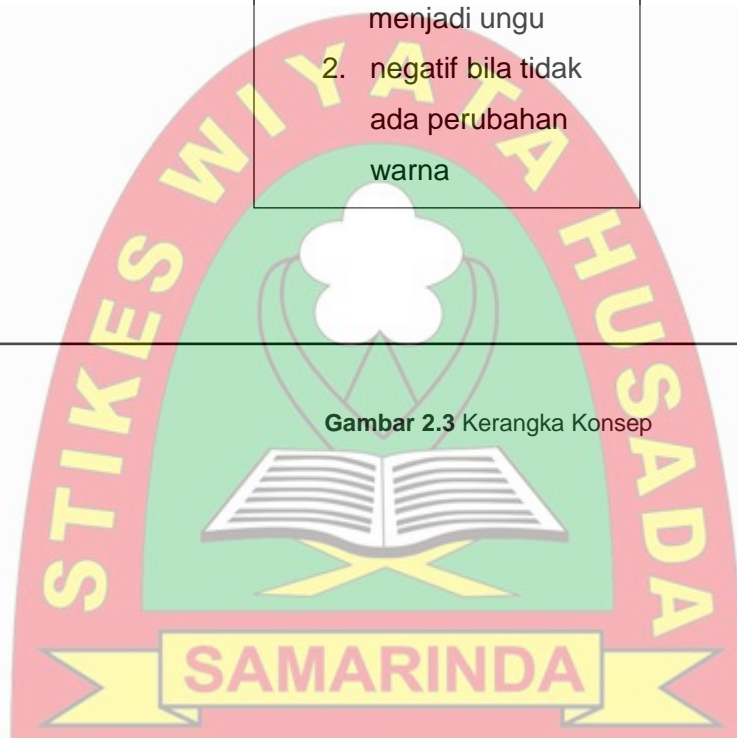 menjadi ungu
2. negatif bila tidak
ada perubahan
warna
Gambar 2.3 Kerangka Konsep
STIKES WIYATA HUSADA
SAMARINDA